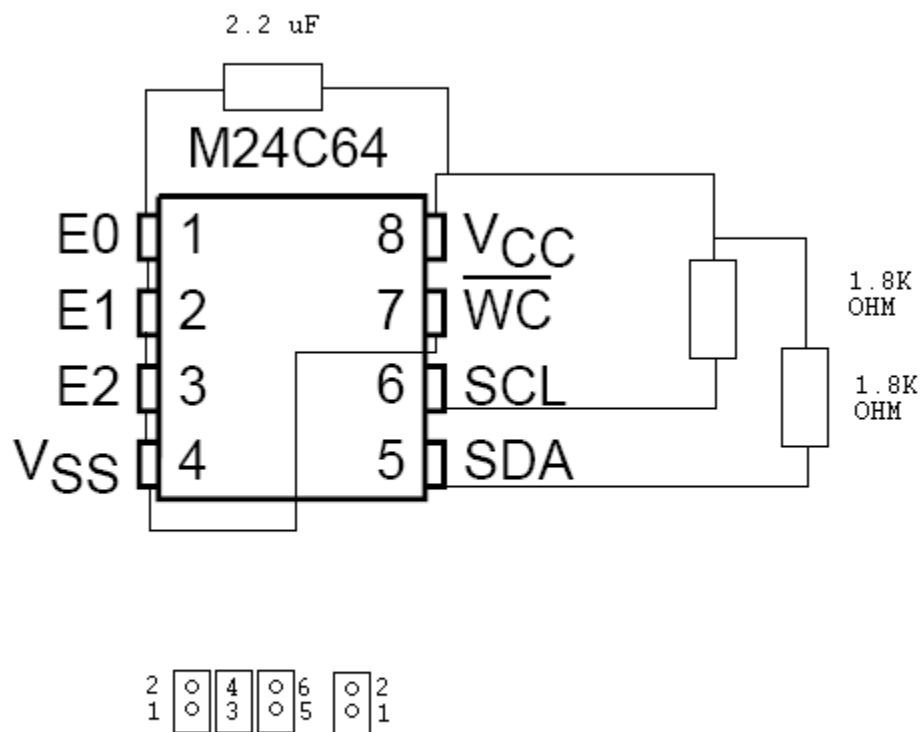 2.2 uF
M24C64
E0 1 8 VCC
E1 2 7 WC
E2 3 6 SCL
VSS 4 5 SDA
1.8K
OHM
1.8K
OHM
2 4 6 2
1 3 5 1